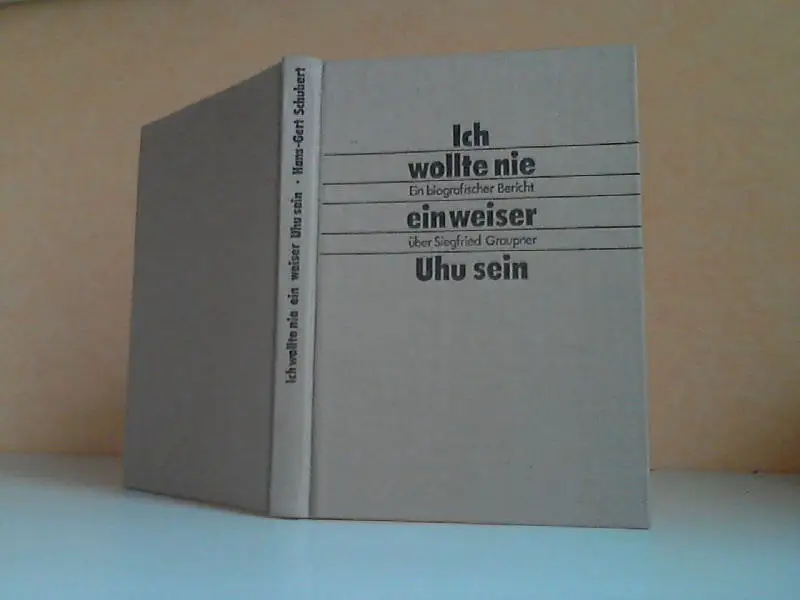 Ich wollte nie ein weiser Uhu sein · Hans-Gert Schubert
Ich
wollte nie
Ein biografischer Bericht
ein weiser
über Siegfried Graupner
Uhu sein